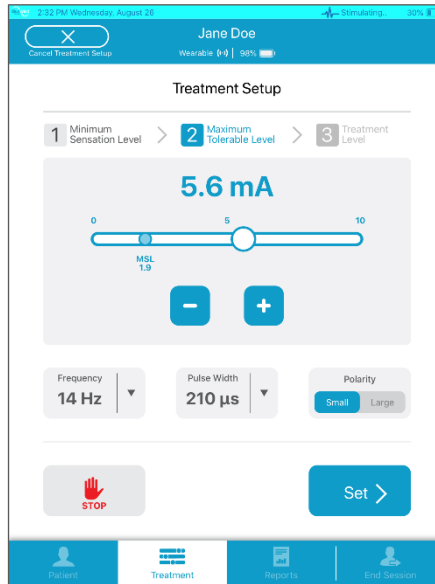 2:32 PM Wednesday, August 26
Stimulating..
30%
Jane Doe
Cancel Treatment Setup
Wearable 98%
Treatment Setup
1 Minimum Sensation Level
2 Maximum Tolerable Level
3 Treatment Level
5.6 mA
0 5 10
MSL
1.9
Frequency
14 Hz
Pulse Width
210 μs
Polarity
Small Large
STOP
Set
Patient Treatment Reports End Session